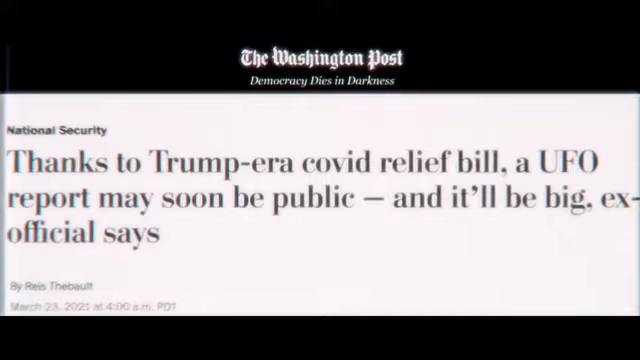 The Washington Post
Democracy Dies in Darkness
National Security
Thanks to Trump-era covid relief bill, a UFO
report may soon be public — and it’ll be big, ex-
official says
By Reis Thebault
March 23, 2021 at 4:00 a.m. PDT